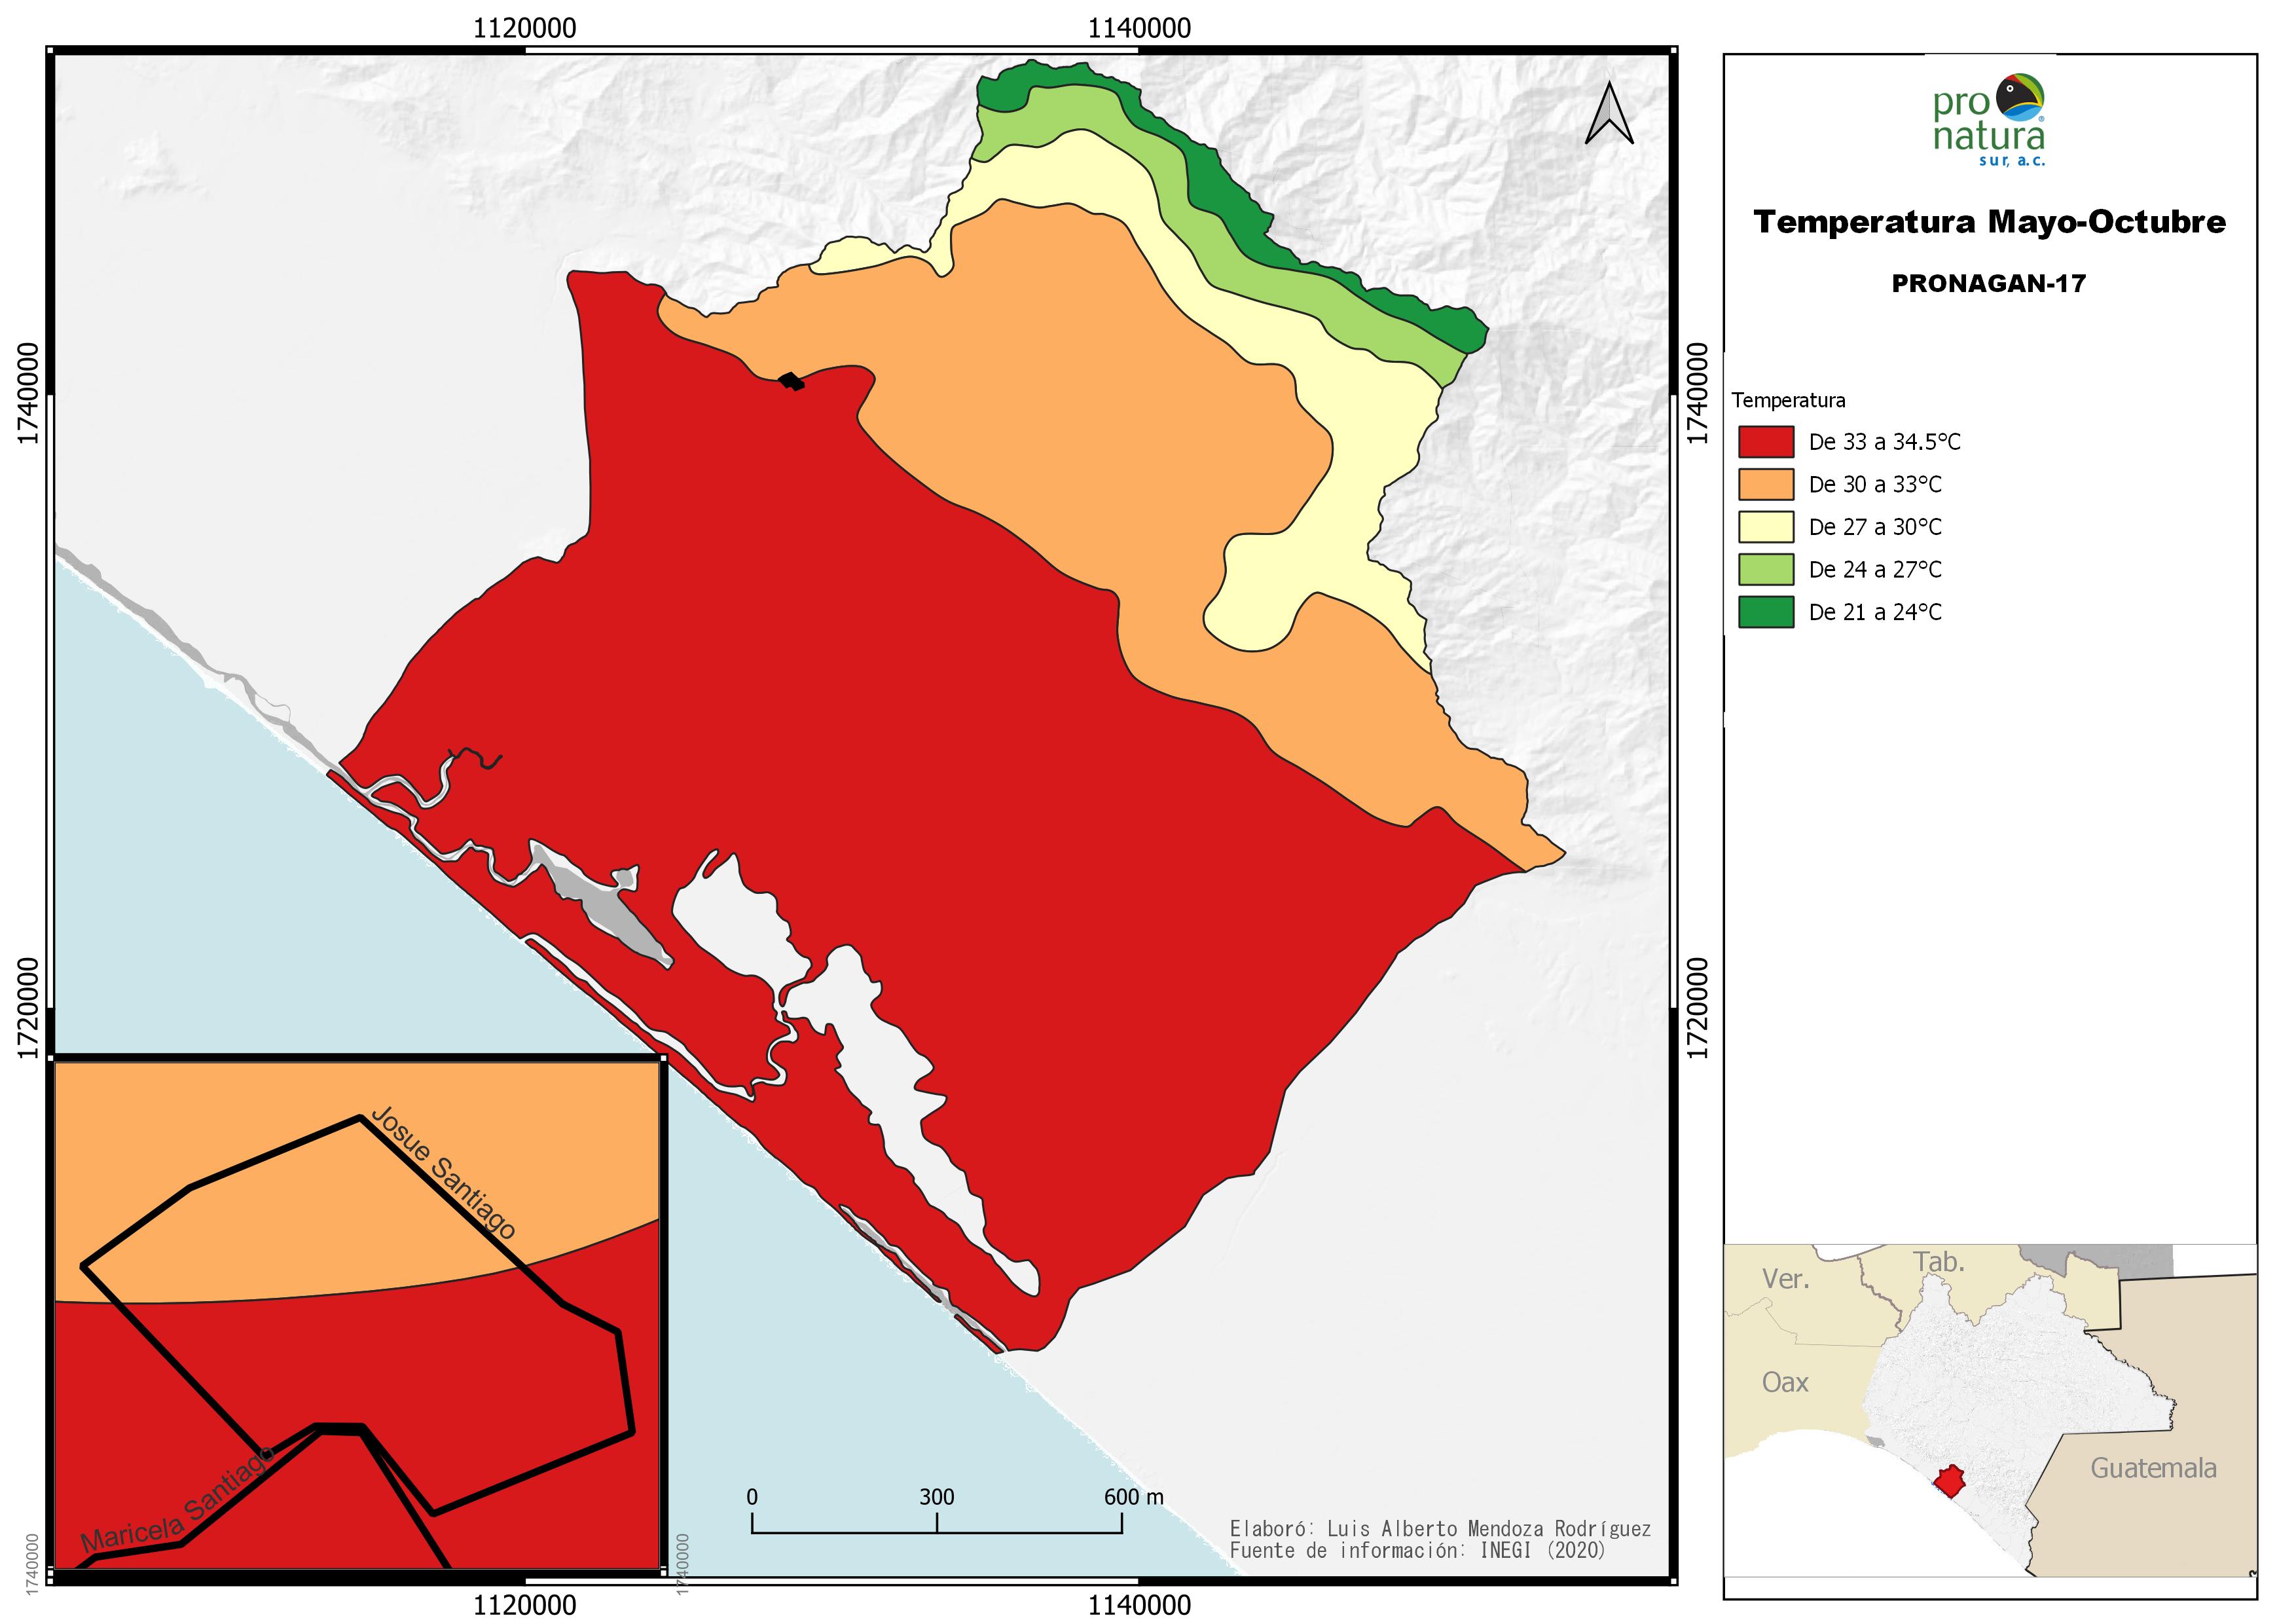 1120000
1140000
1740000
1740000
1720000
1720000
1120000
1140000
Josue Santiago
Maricela Santiago
1740000
1740000
0 300 600 m
Elaboró: Luis Alberto Mendoza Rodríguez
Fuente de información: INEGI (2020)
pro
natura®
sur, a.c.
Temperatura Mayo-Octubre
PRONAGAN-17
Temperatura
De 33 a 34.5°C
De 30 a 33°C
De 27 a 30°C
De 24 a 27°C
De 21 a 24°C
Ver.
Tab.
Oax
Guatemala